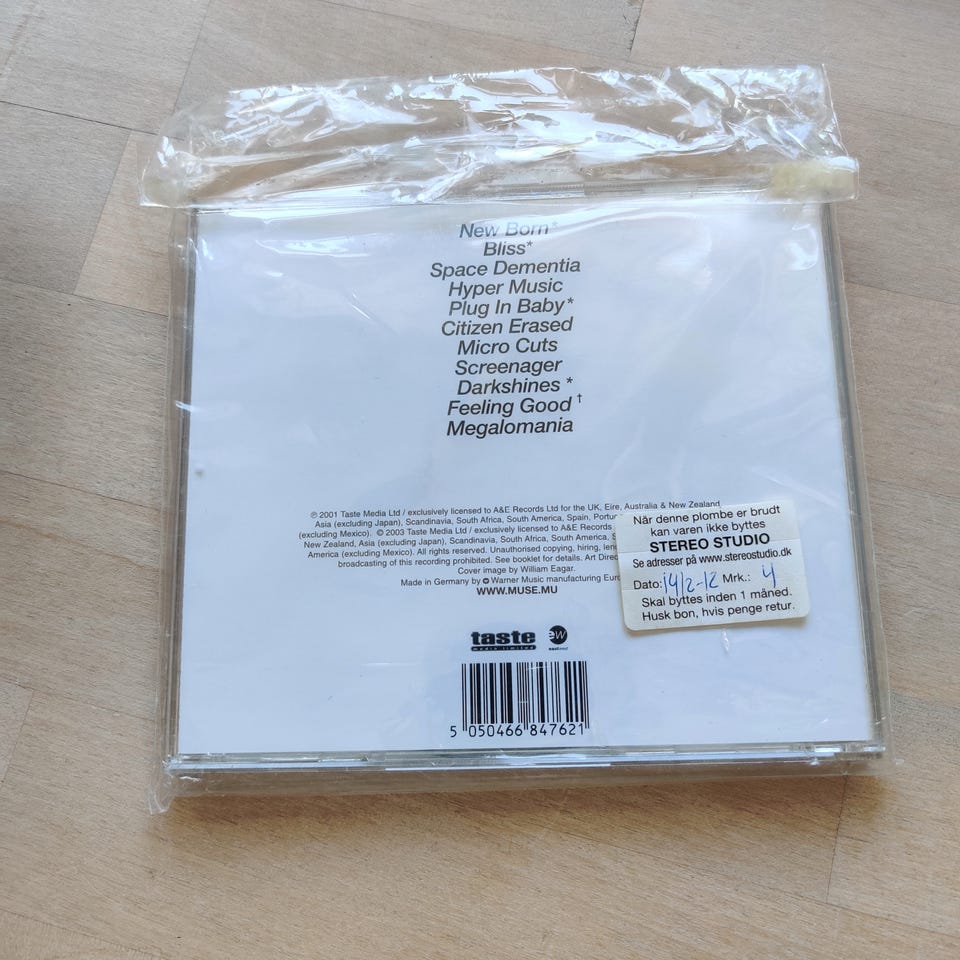 New Born*
Bliss*
Space Dementia
Hyper Music
Plug In Baby*
Citizen Erased
Micro Cuts
Screenager
Darkshines *
Feeling Good †
Megalomania
℗ 2001 Taste Media Ltd / exclusively licensed to A&E Records Ltd for the UK, Eire, Australia & New Zealand
Asia (excluding Japan), Scandinavia, South Africa, South America, Spain,
(excluding Mexico). © 2003 Taste Media Ltd / exclusively licensed to A&E Records
New Zealand, Asia (excluding Japan), Scandinavia, South Africa, South America,
America (excluding Mexico). All rights reserved. Unauthorised copying, hiring,
broadcasting of this recording prohibited. See booklet for details. Art
Cover image by William Eagar.
Made in Germany by Warner Music manufacturing
WWW.MUSE.MU
Når denne plombe er brudt
kan varen ikke byttes
STEREO STUDIO
Se adresser på www.stereostudio.dk
Dato: 14/2-12 Mrk.: 4
Skal byttes inden 1 måned.
Husk bon, hvis penge retur.
taste
media limited
ew
eastwest
5 050466 847621